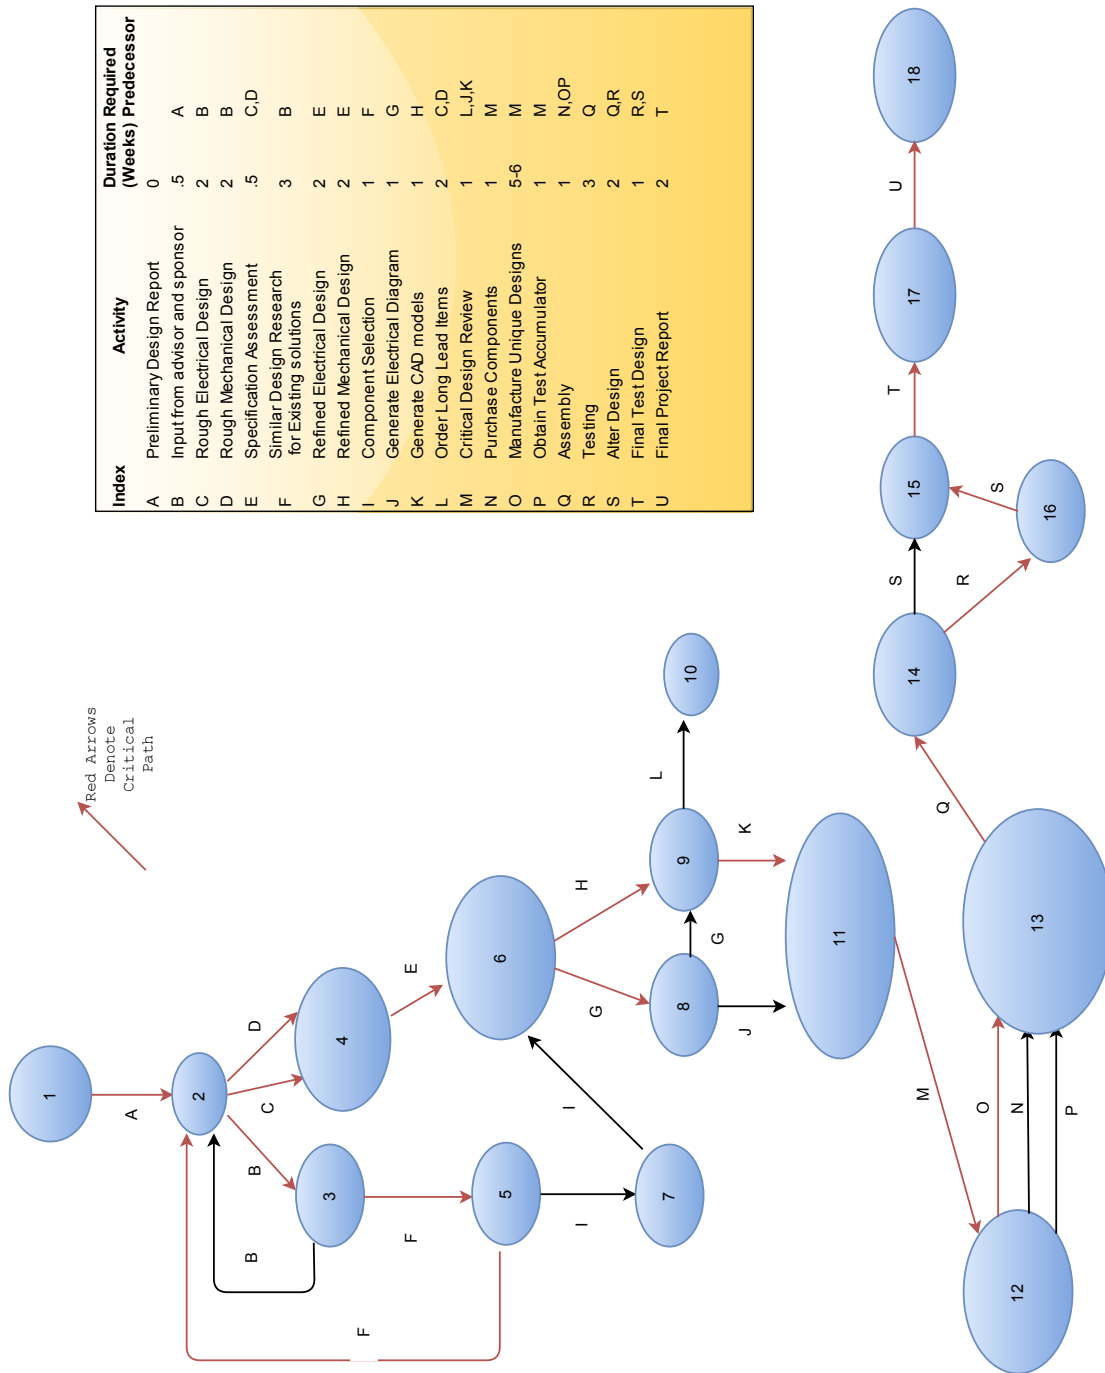 Index Activity Duration Required (Weeks) Predecessor
A Preliminary Design Report 0
B Input from advisor and sponsor .5 A
C Rough Electrical Design 2 B
D Rough Mechanical Design 2 B
E Specification Assessment .5 C,D
F Similar Design Research for Existing solutions 3 B
G Refined Electrical Design 2 E
H Refined Mechanical Design 2 E
I Component Selection 1 F
J Generate Electrical Diagram 1 G
K Generate CAD models 1 H
L Order Long Lead Items 2 C,D
M Critical Design Review 1 L,J,K
N Purchase Components 1 M
O Manufacture Unique Designs 5-6 M
P Obtain Test Accumulator 1 M
Q Assembly 1 N,OP
R Testing 3 Q
S Alter Design 2 Q,R
T Final Test Design 1 R,S
U Final Project Report 2 T
Red Arrows
Denote
Critical
Path
1
A
2
B
C
D
B
F
3
4
E
F
5
I
6
I
7
G
H
8
G
9
L
10
J
K
11
M
12
O
N
P
13
Q
14
S
R
15
S
16
T
17
U
18